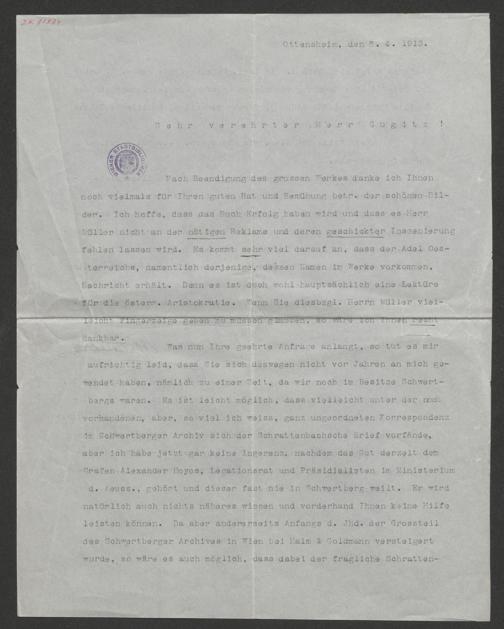 Ottensheim, den 8. 4. 1913.
Sehr verehrter Herr Gugitz !
Nach Beendigung des grossen Werkes danke ich Ihnen
noch vielmals für Ihren guten Rat und Bemühung betr. der schönen Bil-
der. Ich hoffe, dass das Buch Erfolg haben wird und dass es Herr
Müller nicht an der nötigen Reklame und deren geschickter Inscenierung
fehlen lassen wird. Es kommt sehr viel darauf an, dass der Adel Oes-
terreichs, namentlich derjenige, dessen Namen im Werke vorkommen,
Nachricht erhält. Denn es ist doch wohl hauptsächlich eine Lektüre
für die österr. Aristokratie. Wenn Sie diesbezgl. Herrn Müller viel-
leicht Fingerzeige geben zu müssen glaubten, so wäre ich Ihnen recht
dankbar.
Was nun Ihre geehrte Anfrage anlangt, so tut es mir
aufrichtig leid, dass Sie sich deswegen nicht vor Jahren an mich ge-
wendet haben, nämlich zu einer Zeit, da wir noch im Besitze Schwert-
bergs waren. Es ist leicht möglich, dass vielleicht unter der noch
vorhandenen, aber, so viel ich weiss, ganz ungeordneten Korrespondenz
im Schwertberger Archiv sich der Schrattenbachsche Brief vorfände,
aber ich habe jetzt gar keine Ingerenz, nachdem das Gut derzeit dem
Grafen Alexander Hoyos, Legationsrat und Präsidialisten im Ministerium
d. Aeuss., gehört und dieser fast nie in Schwertberg weilt. Er wird
natürlich auch nichts näheres wissen und vorderhand Ihnen keine Hilfe
leisten können. Da aber andererseits Anfangs d. Jhd. der Grossteil
des Schwertberger Archives in Wien bei Halm & Goldmann versteigert
wurde, so wäre es auch möglich, dass dabei der fragliche Schratten-